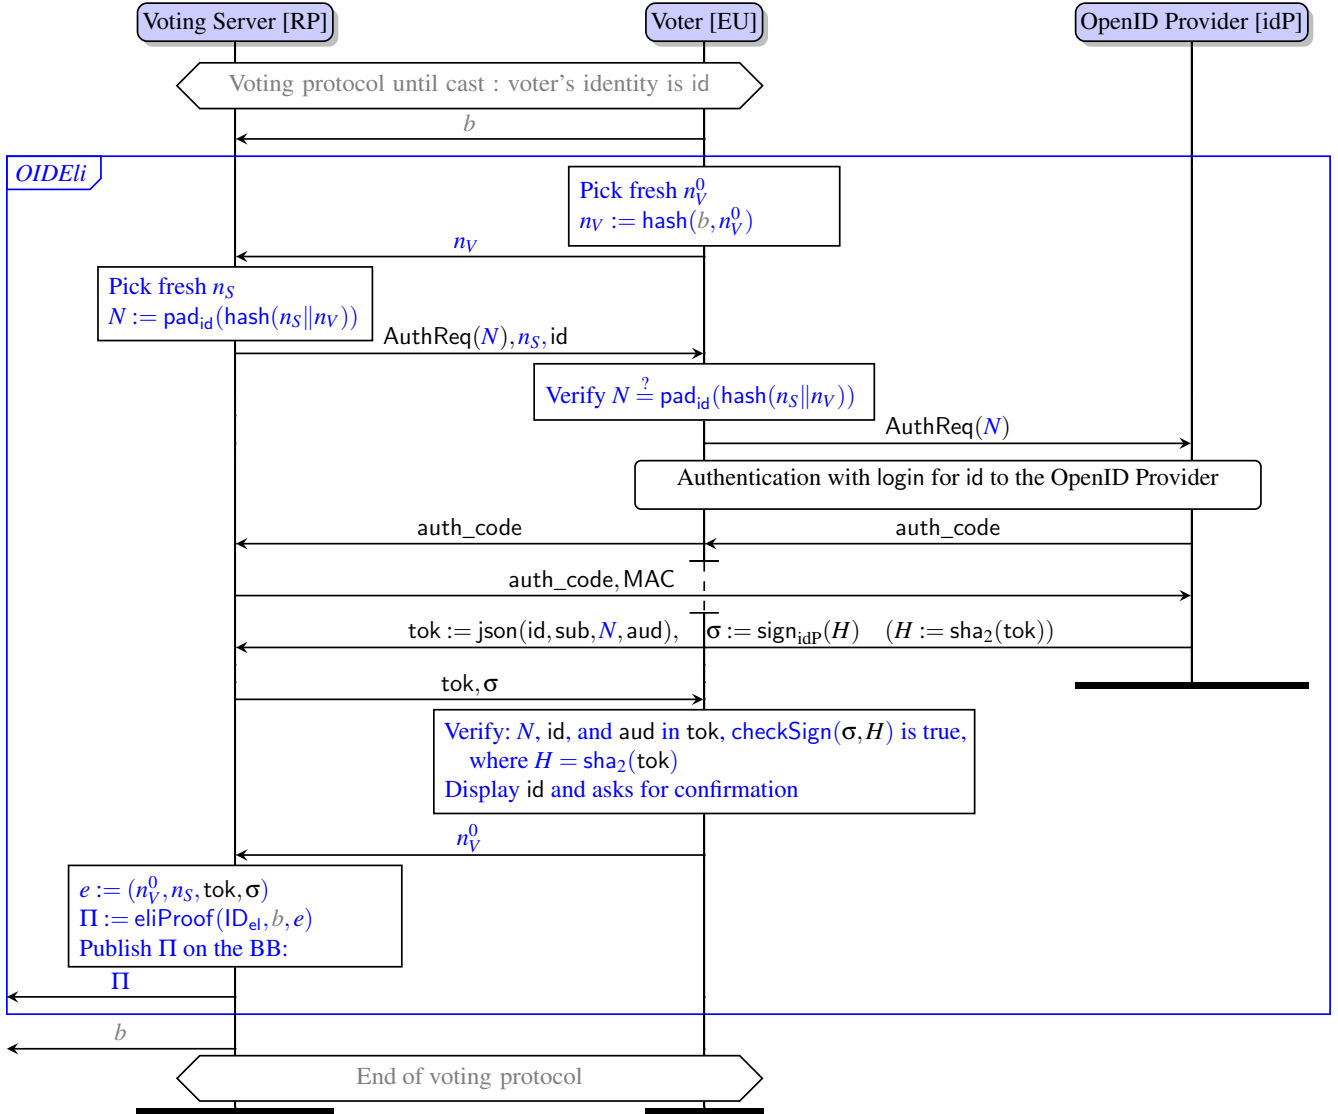 Voting Server [RP]
Voter [EU]
OpenID Provider [idP]
Voting protocol until cast : voter's identity is id
b
OIDEli
Pick fresh n_V^0
n_V := hash(b, n_V^0)
n_V
Pick fresh n_S
N := pad_id(hash(n_S||n_V))
AuthReq(N), n_S, id
Verify N ?= pad_id(hash(n_S||n_V))
AuthReq(N)
Authentication with login for id to the OpenID Provider
auth_code
auth_code
auth_code, MAC
tok := json(id, sub, N, aud), σ := sign_idP(H) (H := sha_2(tok))
tok, σ
Verify: N, id, and aud in tok, checkSign(σ, H) is true,
where H = sha_2(tok)
Display id and asks for confirmation
n_V^0
e := (n_V^0, n_S, tok, σ)
Π := eliProof(ID_el, b, e)
Publish Π on the BB:
Π
b
End of voting protocol